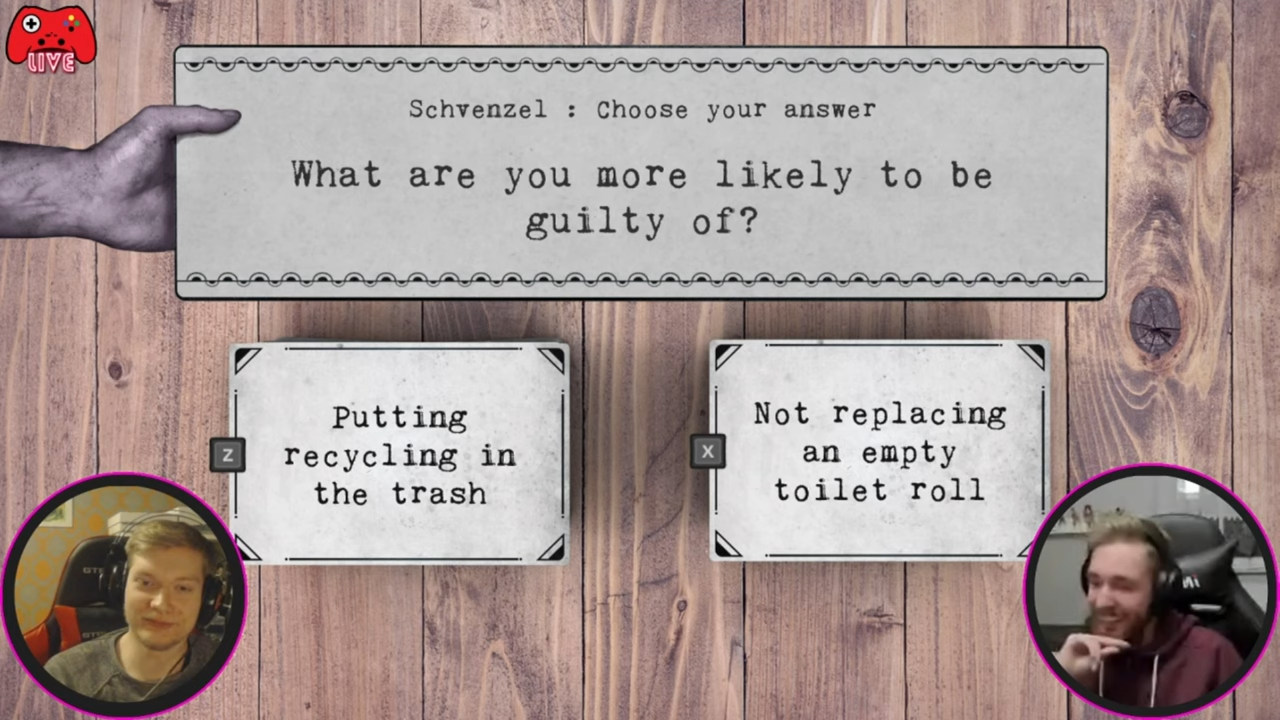 LIVE
Schvenzel : Choose your answer
What are you more likely to be
guilty of?
Putting
recycling in
the trash
Z
Not replacing
an empty
toilet roll
X